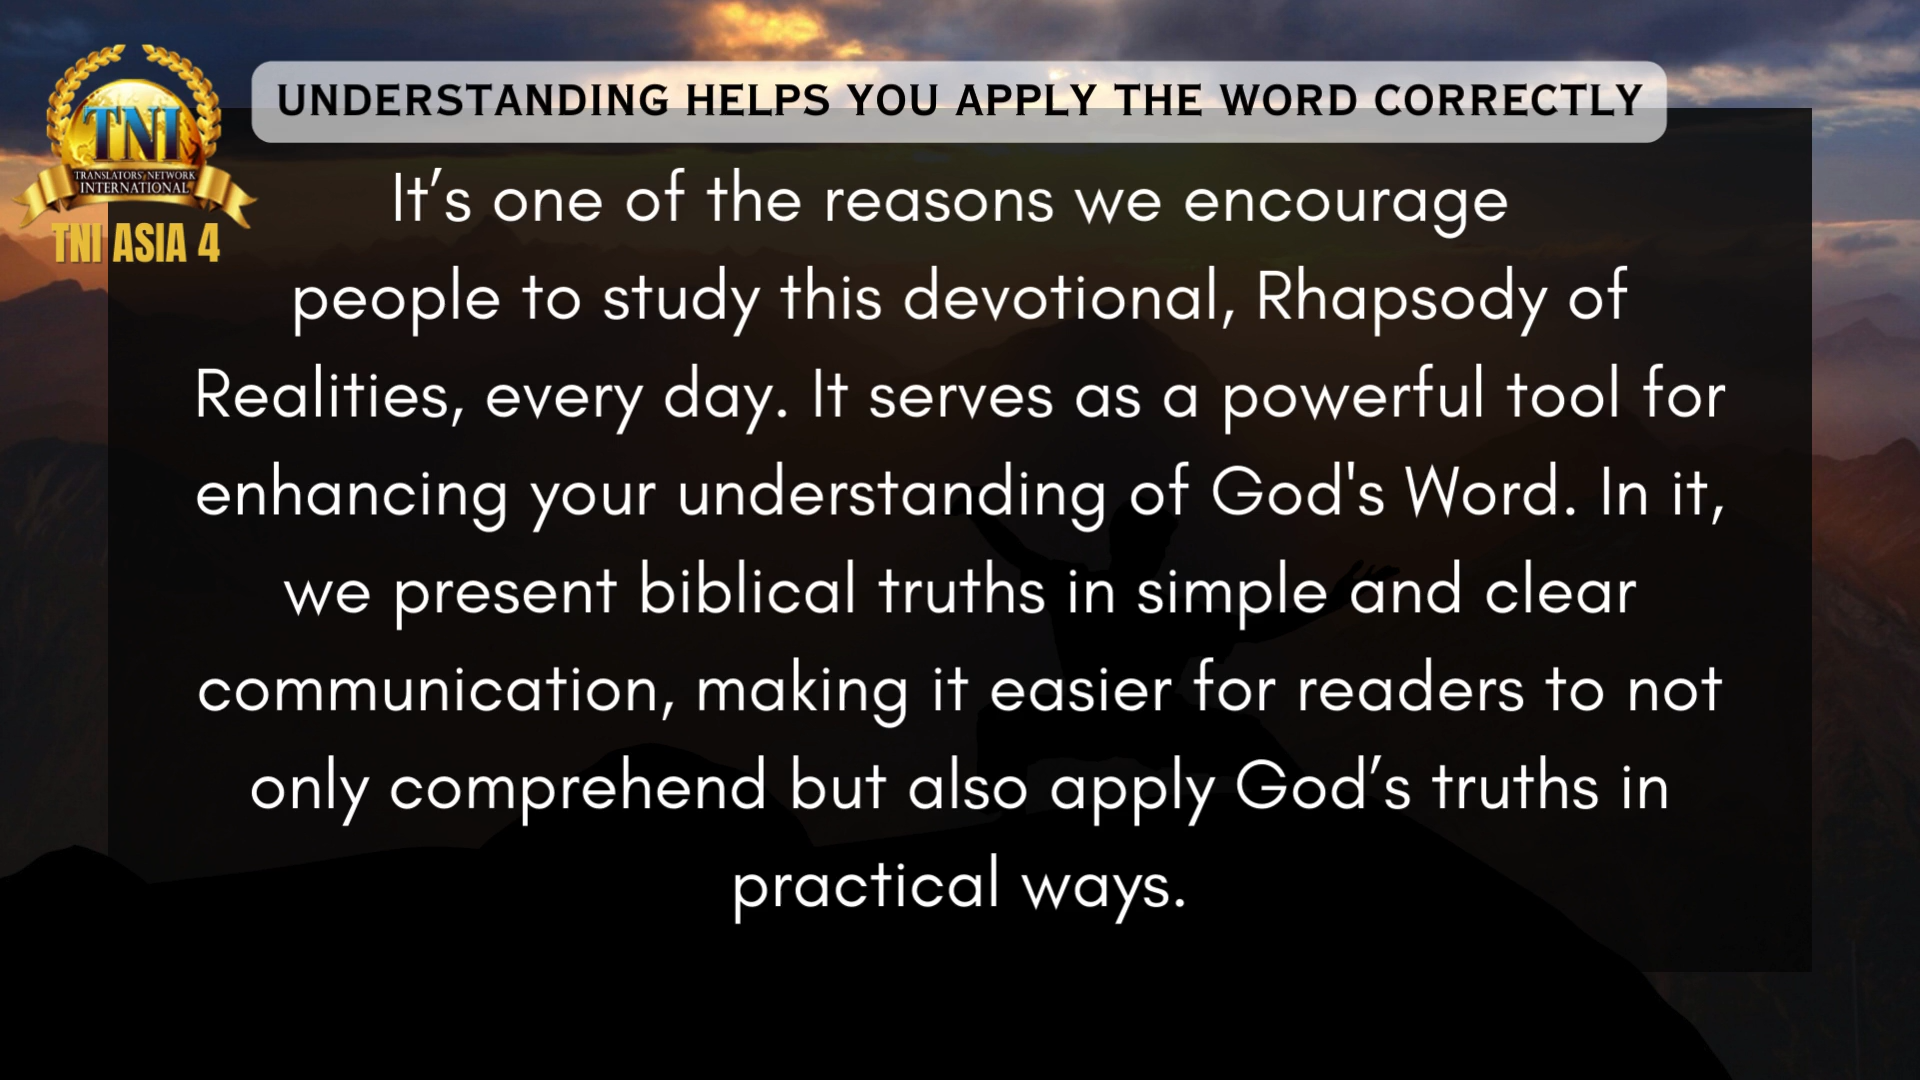 TNI
TRANSLATORS' NETWORK
INTERNATIONAL
TNI ASIA 4
UNDERSTANDING HELPS YOU APPLY THE WORD CORRECTLY
It’s one of the reasons we encourage
people to study this devotional, Rhapsody of
Realities, every day. It serves as a powerful tool for
enhancing your understanding of God's Word. In it,
we present biblical truths in simple and clear
communication, making it easier for readers to not
only comprehend but also apply God’s truths in
practical ways.